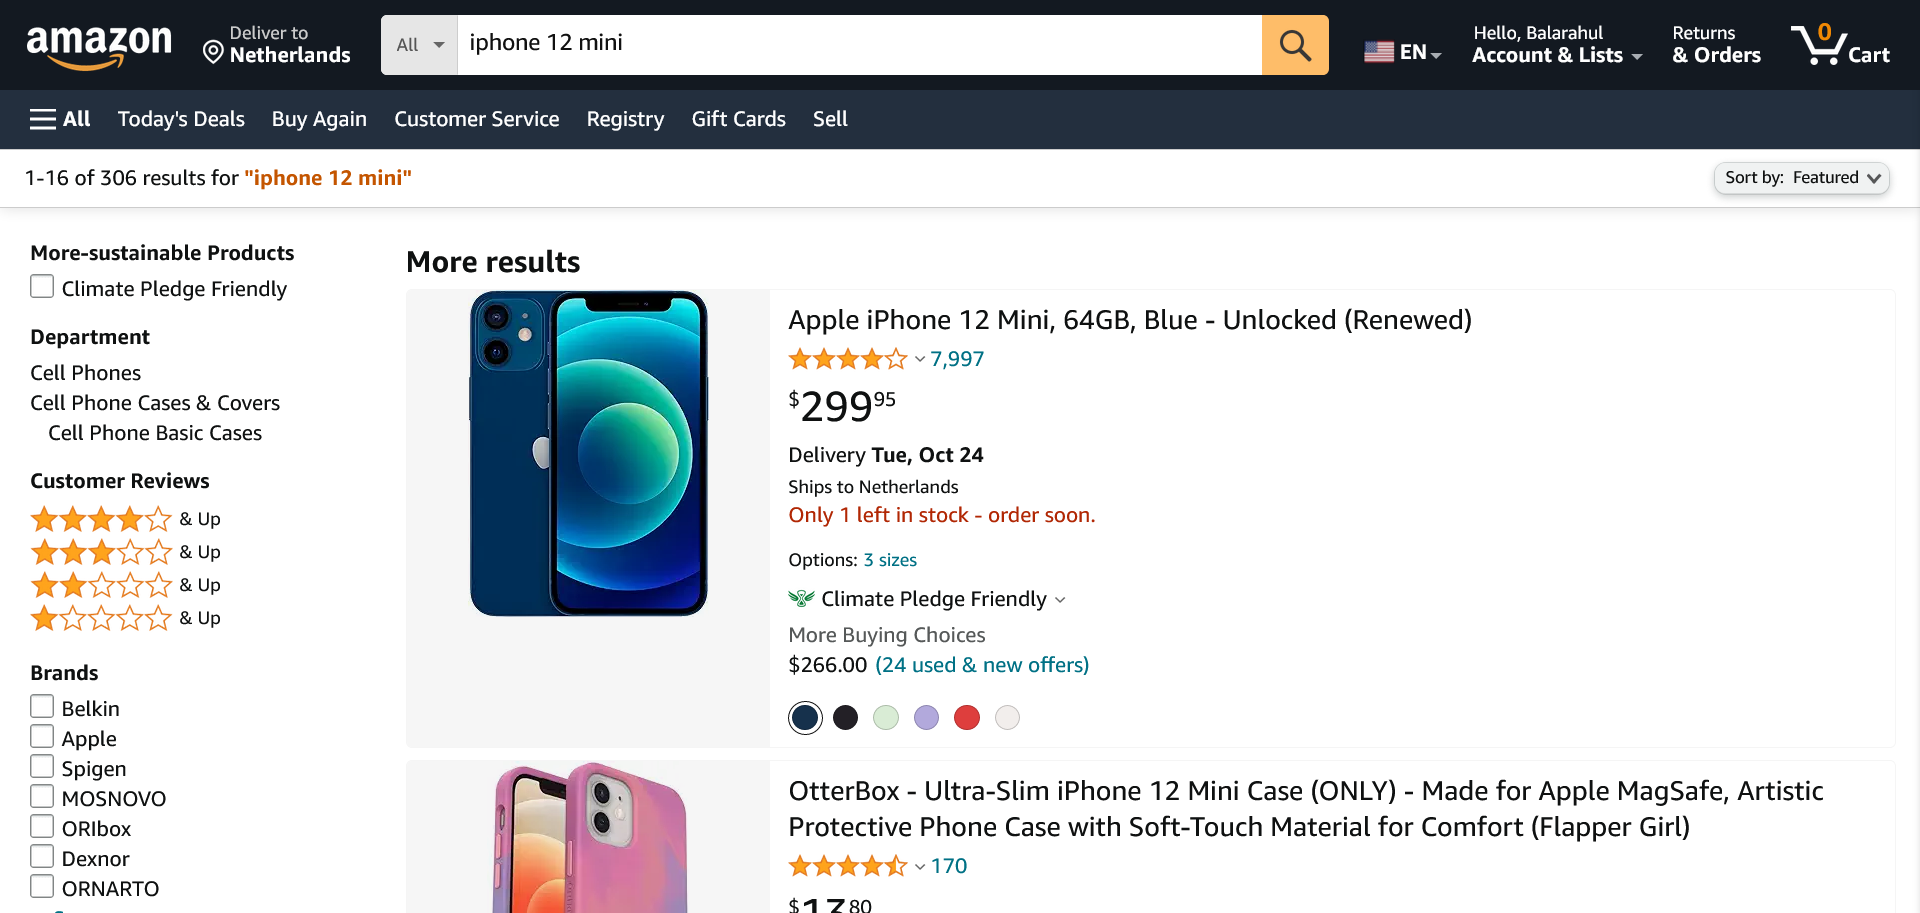 amazon
Deliver to
Netherlands
All
iphone 12 mini
EN
Hello, Balarahul
Account & Lists
Returns
& Orders
0
Cart
All
Today's Deals
Buy Again
Customer Service
Registry
Gift Cards
Sell
1-16 of 306 results for "iphone 12 mini"
Sort by: Featured
More-sustainable Products
Climate Pledge Friendly
Department
Cell Phones
Cell Phone Cases & Covers
Cell Phone Basic Cases
Customer Reviews
& Up
& Up
& Up
& Up
Brands
Belkin
Apple
Spigen
MOSNOVO
ORIbox
Dexnor
ORNARTO
More results
Apple iPhone 12 Mini, 64GB, Blue - Unlocked (Renewed)
7,997
$299.95
Delivery Tue, Oct 24
Ships to Netherlands
Only 1 left in stock - order soon.
Options: 3 sizes
Climate Pledge Friendly
More Buying Choices
$266.00 (24 used & new offers)
OtterBox - Ultra-Slim iPhone 12 Mini Case (ONLY) - Made for Apple MagSafe, Artistic
Protective Phone Case with Soft-Touch Material for Comfort (Flapper Girl)
170
$13.80